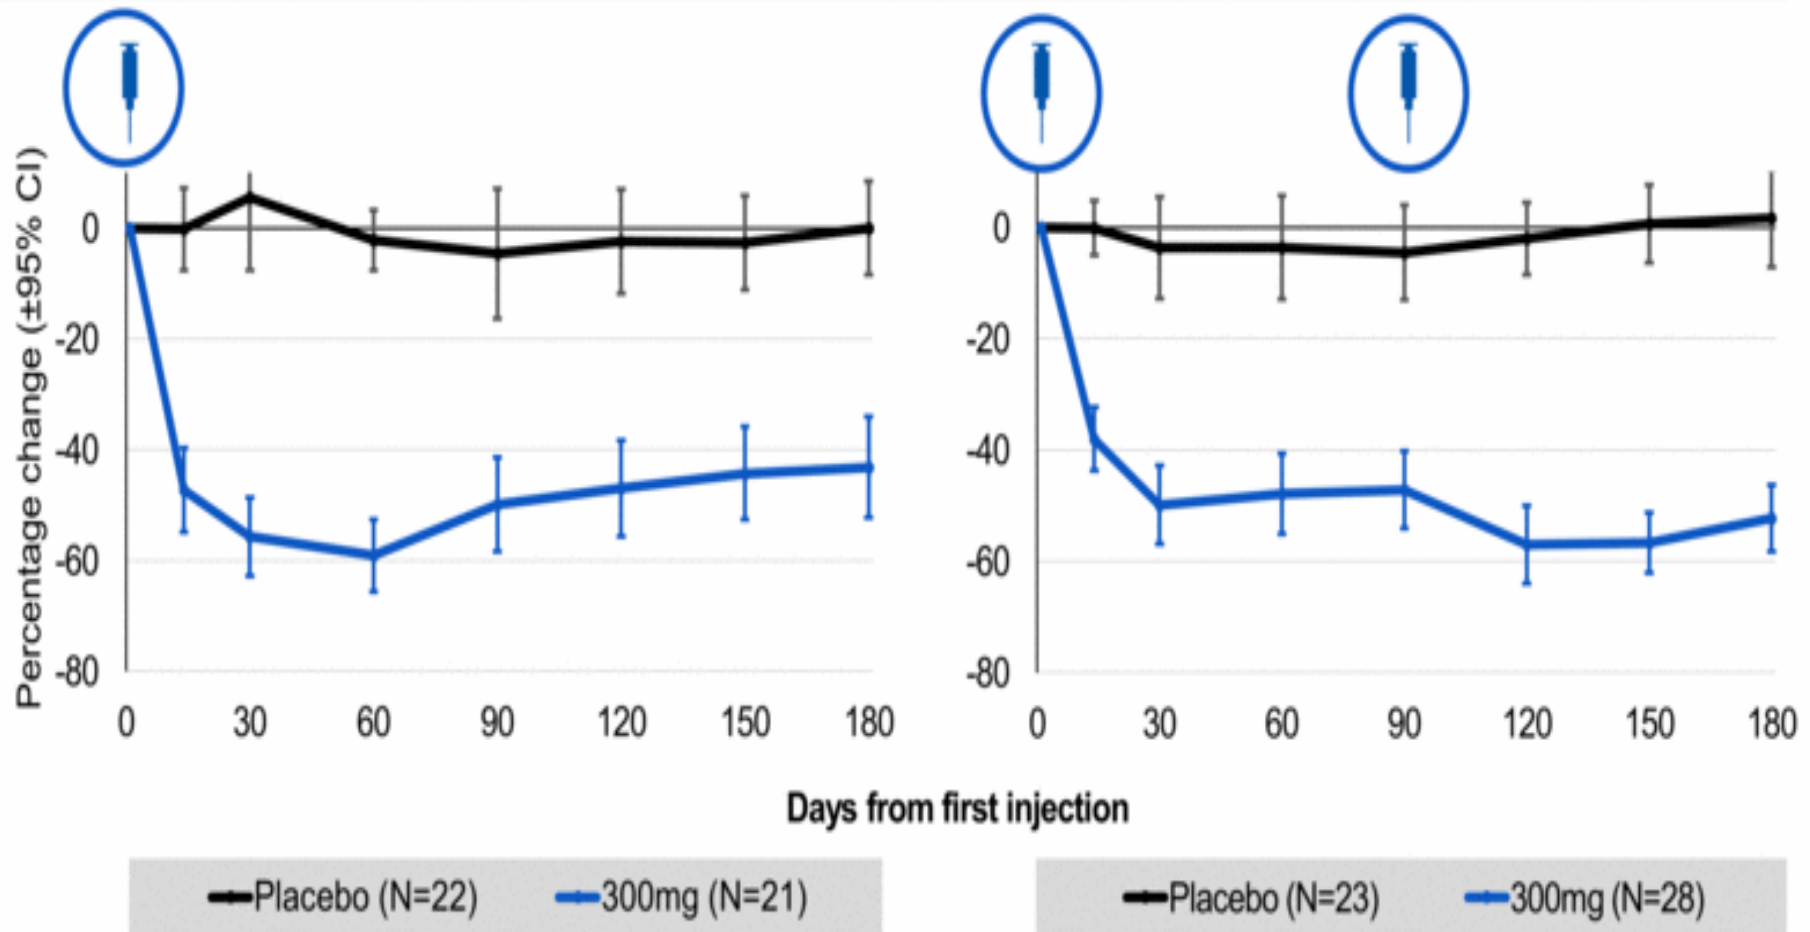 Percentage change (±95% CI)
0
-20
-40
-60
-80
0 30 60 90 120 150 180
0
-20
-40
-60
-80
0 30 60 90 120 150 180
Days from first injection
Placebo (N=22) 300mg (N=21)
Placebo (N=23) 300mg (N=28)